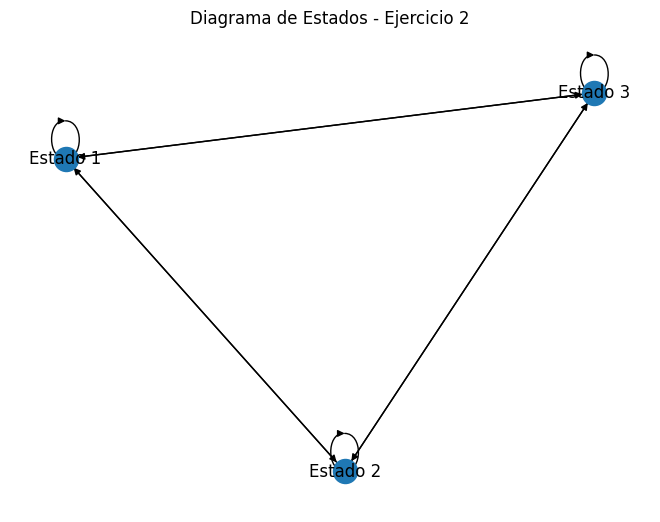 Diagrama de Estados - Ejercicio 2
Estado 3
Estado 1
Estado 2